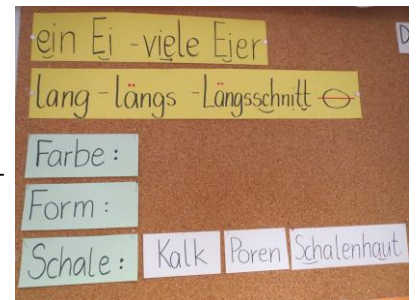 ein Ei - viele Eier
lang - längs - Längsschnitt
Farbe:
Form:
Schale: Kalk Poren Schalenhaut